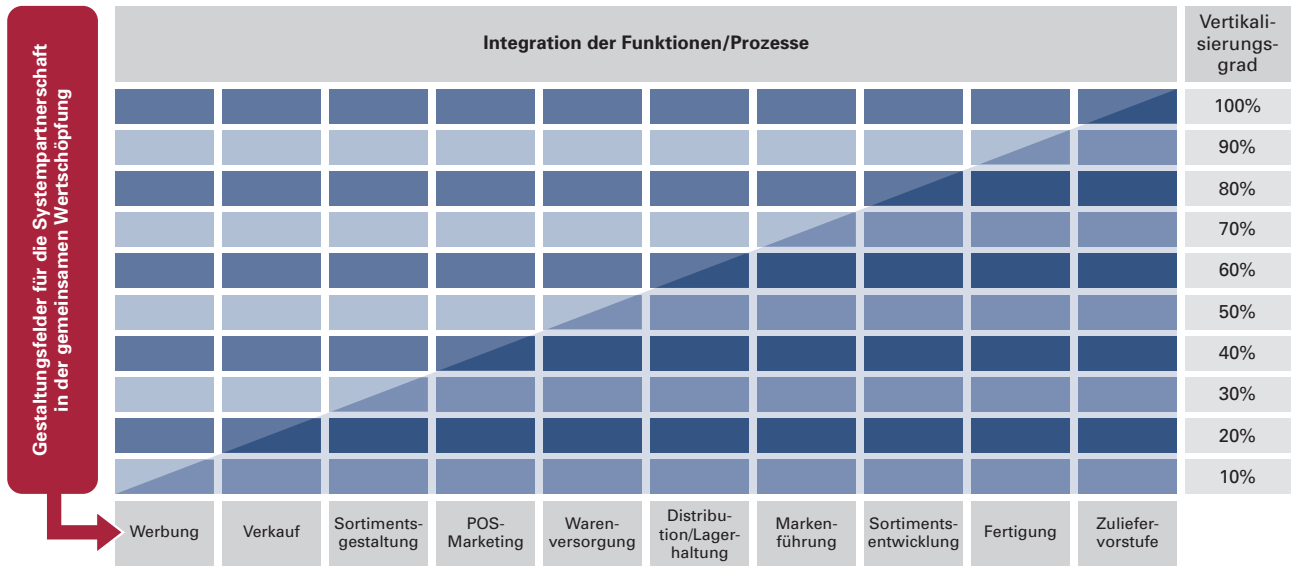 Gestaltungsfelder für die Systempartnerschaft
in der gemeinsamen Wertschöpfung
Integration der Funktionen/Prozesse
Vertikali-
sierungs-
grad
100%
90%
80%
70%
60%
50%
40%
30%
20%
10%
Werbung
Verkauf
Sortiments-
gestaltung
POS-
Marketing
Waren-
versorgung
Distribu-
tion/Lager-
haltung
Marken-
führung
Sortiments-
entwicklung
Fertigung
Zuliefer-
vorstufe